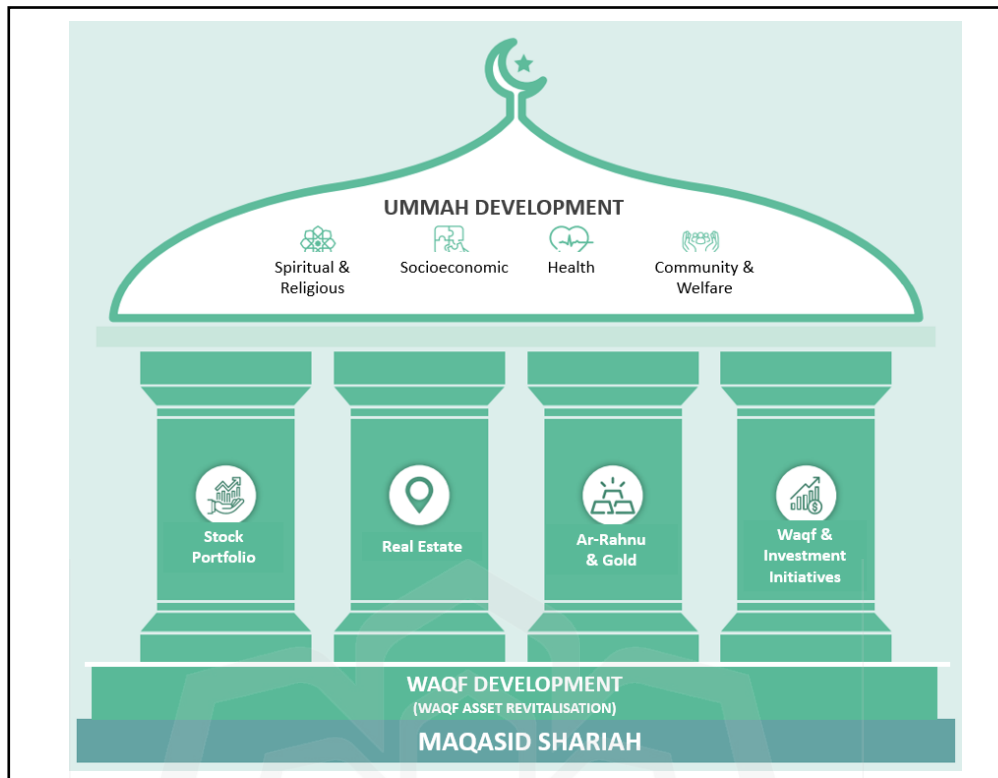 UMMAH DEVELOPMENT
Spiritual &
Religious
Socioeconomic
Health
Community &
Welfare
Stock
Portfolio
Real Estate
Ar-Rahnu
& Gold
Waqf &
Investment
Initiatives
WAQF DEVELOPMENT
(WAQF ASSET REVITALISATION)
MAQASID SHARIAH